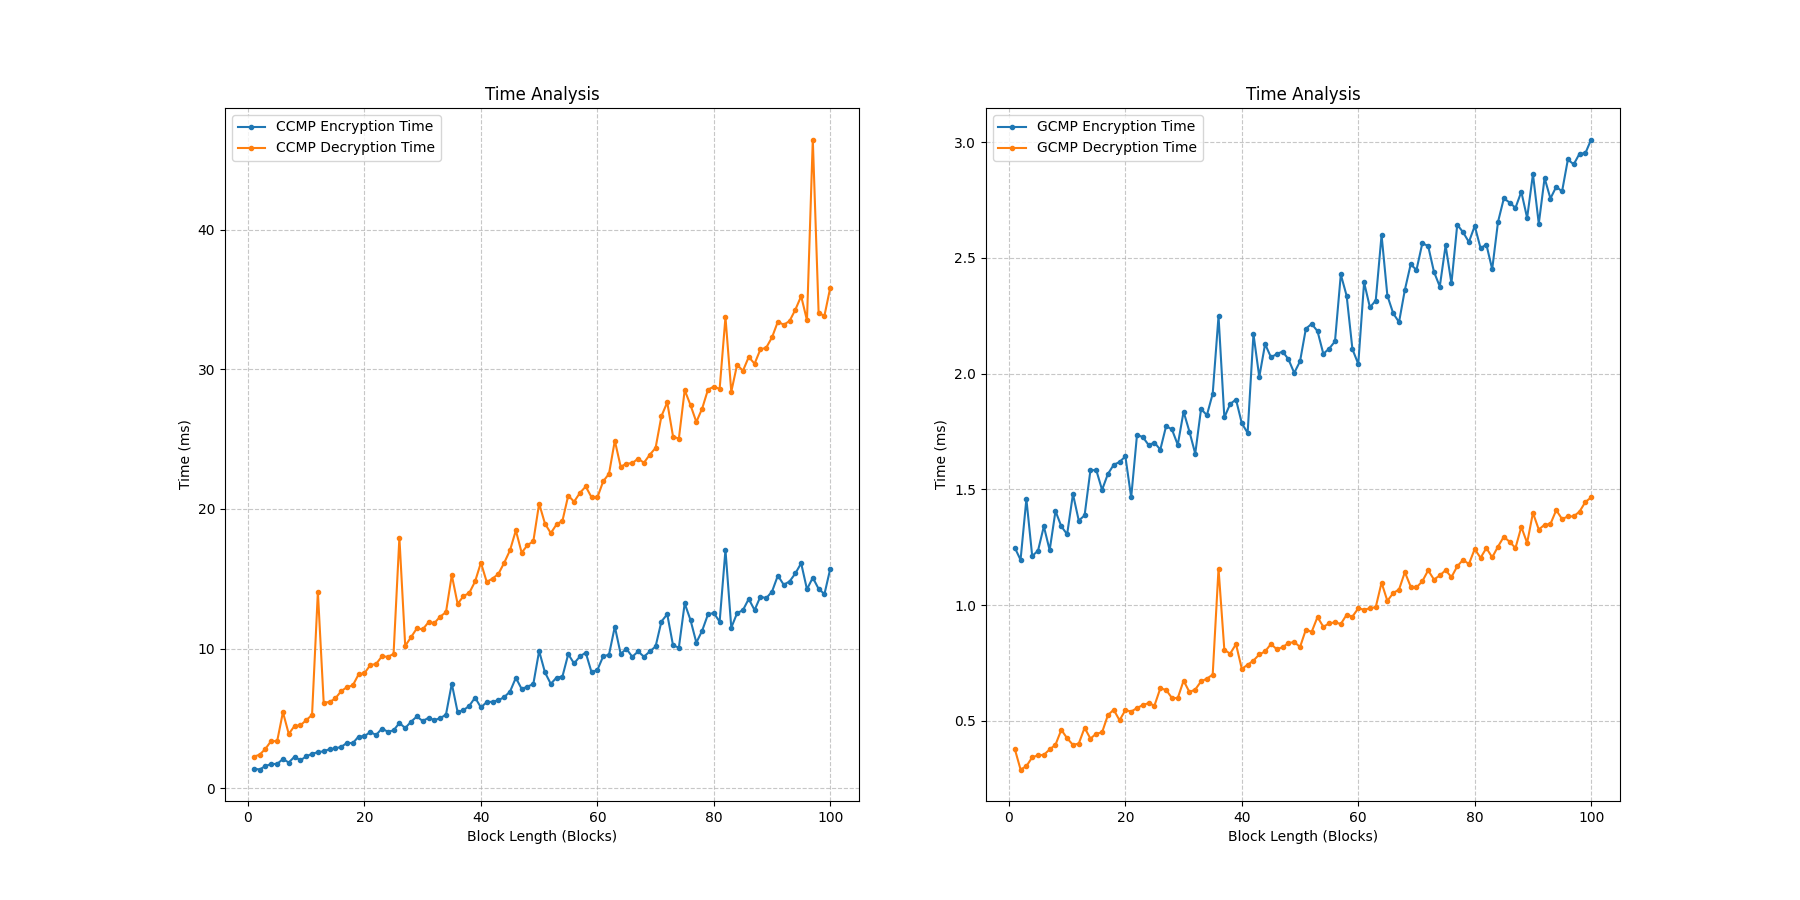 Time Analysis
CCMP Encryption Time
CCMP Decryption Time
Time (ms)
40
30
20
10
0
0 20 40 60 80 100
Block Length (Blocks)
Time Analysis
GCMP Encryption Time
GCMP Decryption Time
Time (ms)
3.0
2.5
2.0
1.5
1.0
0.5
0 20 40 60 80 100
Block Length (Blocks)